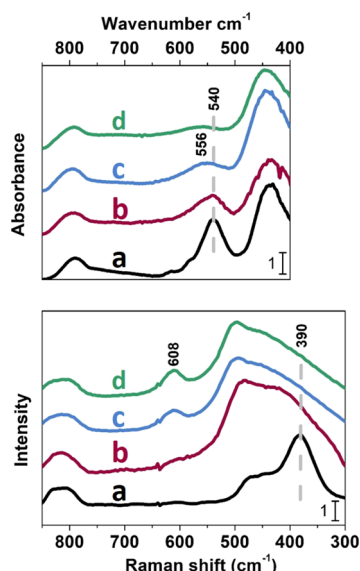 Wavenumber cm⁻¹
800 700 600 500 400
Absorbance
d
c
b
a
556
540
1
Intensity
608
390
d
c
b
a
1
800 700 600 500 400 300
Raman shift (cm⁻¹)